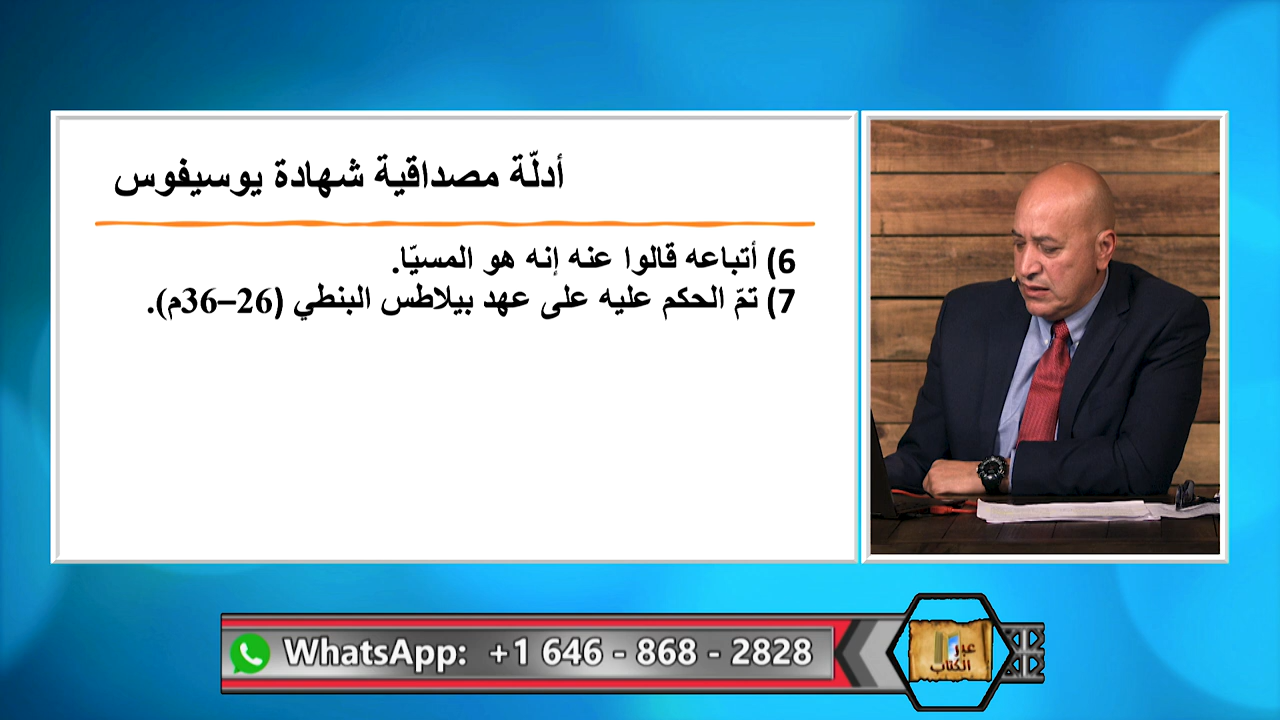 أدلّة مصداقية شهادة يوسيفوس
6) أتباعه قالوا عنه إنه هو المسيّا.
7) تمّ الحكم عليه على عهد بيلاطس البنطي (26–36م).
WhatsApp: +1 646 - 868 - 2828
عبر
الكتاب